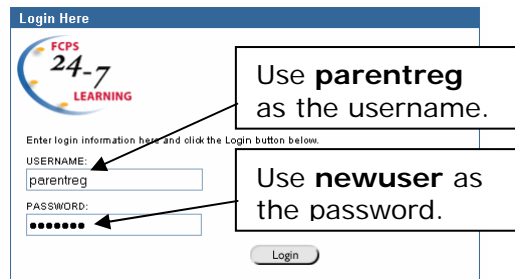 Login Here
FCPS
24-7
LEARNING
Use parentreg
as the username.
Enter login information here and click the Login button below.
USERNAME:
parentreg
Use newuser as
the password.
PASSWORD:
•••••••
Login